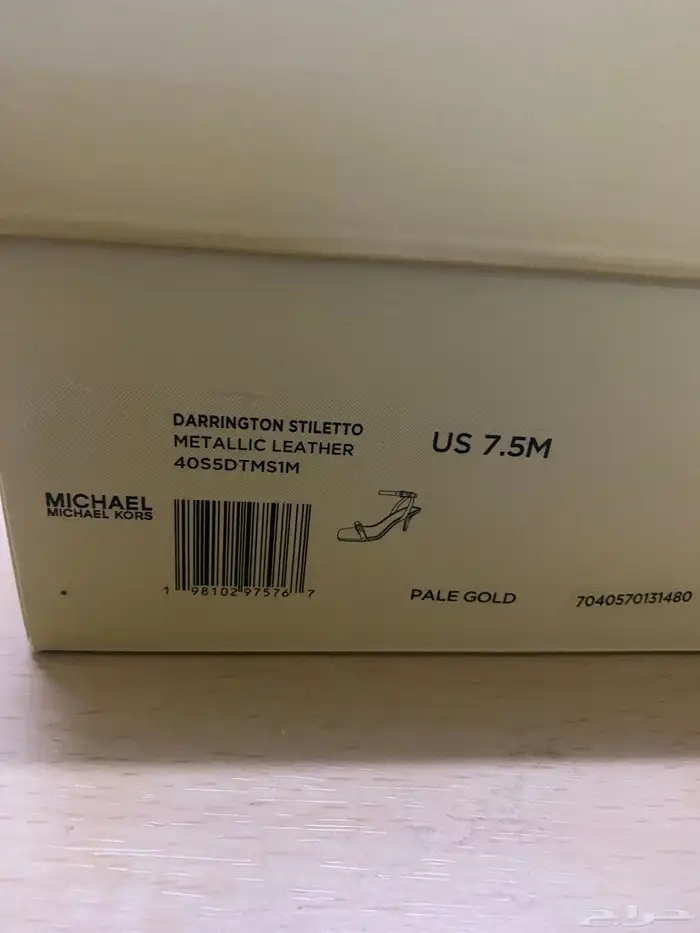 DARRINGTON STILETTO
METALLIC LEATHER
40S5DTMS1M
US 7.5M
MICHAEL
MICHAEL KORS
1 98102 97576 7
PALE GOLD
7040570131480
حراج